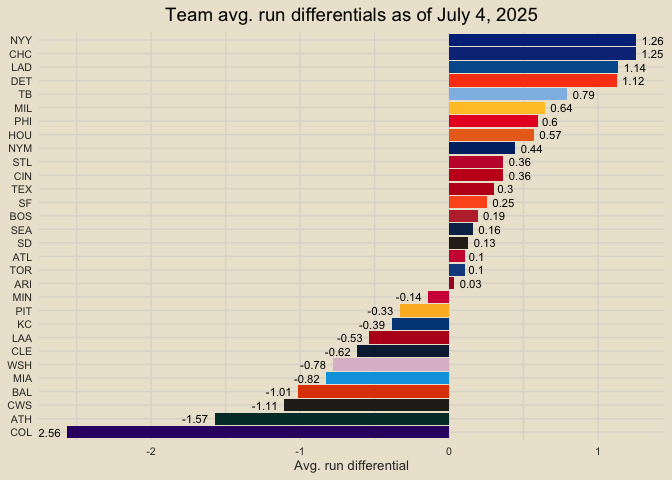 Team avg. run differentials as of July 4, 2025
NYY 1.26
CHC 1.25
LAD 1.14
DET 1.12
TB 0.79
MIL 0.64
PHI 0.6
HOU 0.57
NYM 0.44
STL 0.36
CIN 0.36
TEX 0.3
SF 0.25
BOS 0.19
SEA 0.16
SD 0.13
ATL 0.1
TOR 0.1
ARI 0.03
MIN -0.14
PIT -0.33
KC -0.39
LAA -0.53
CLE -0.62
WSH -0.78
MIA -0.82
BAL -1.01
CWS -1.11
ATH -1.57
COL 2.56
-2 -1 0 1
Avg. run differential